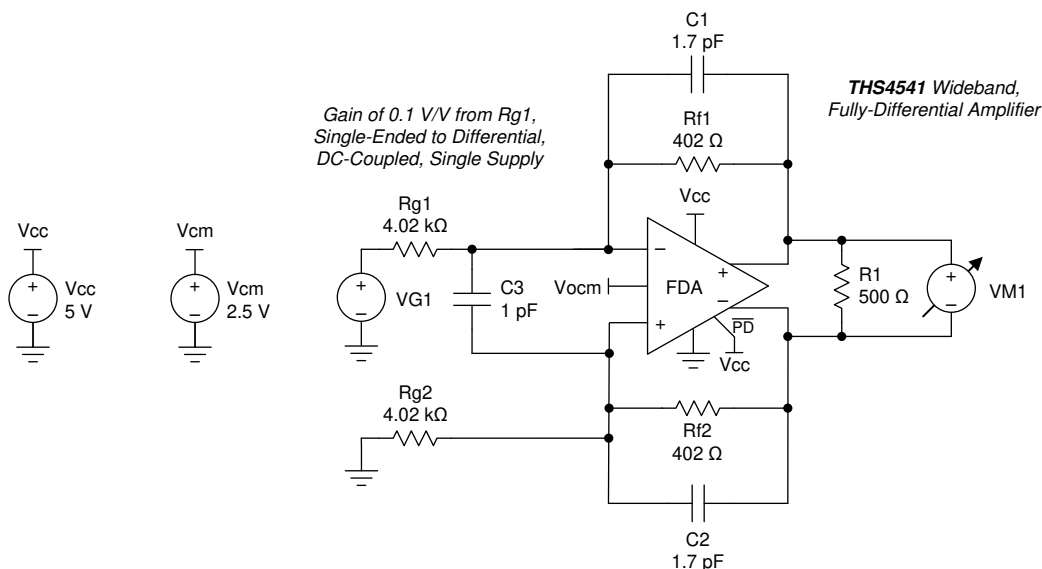 C1
1.7 pF
THS4541 Wideband,
Fully-Differential Amplifier
Gain of 0.1 V/V from Rg1,
Single-Ended to Differential,
DC-Coupled, Single Supply
Rf1
402 Ω
Vcc
Rg1
4.02 kΩ
Vcc
Vcm
+
−
Vcc
5 V
+
−
Vcm
2.5 V
+
−
VG1
C3
1 pF
Vocm
−
+
FDA
+
−
PD
Vcc
R1
500 Ω
+
−
VM1
Rg2
4.02 kΩ
Rf2
402 Ω
C2
1.7 pF